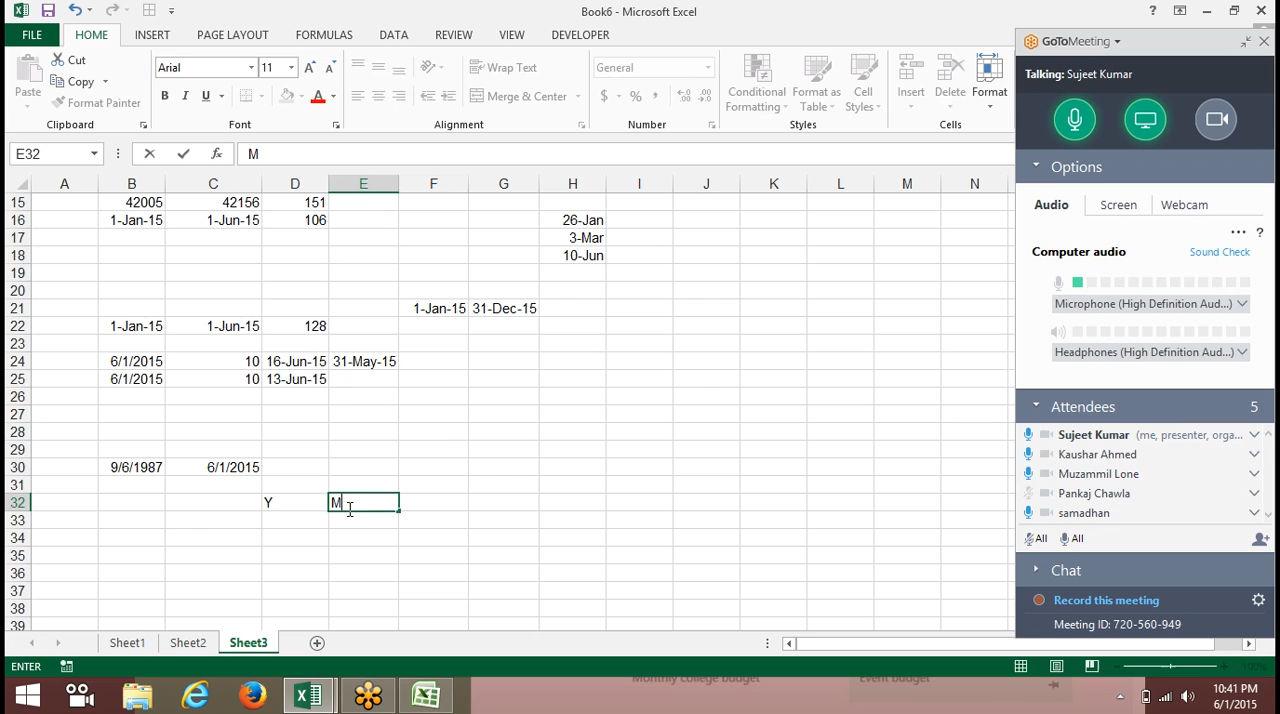 Book6 - Microsoft Excel
FILE HOME INSERT PAGE LAYOUT FORMULAS DATA REVIEW VIEW DEVELOPER
Paste
Cut
Copy
Format Painter
Clipboard
Arial 11
B I U
Font
Wrap Text
Merge & Center
Alignment
General
$ % ,
Number
Conditional Formatting
Format as Table
Cell Styles
Styles
Insert Delete Format
Cells
E32 fx M
A B C D E F G H I J K L M N
15 42005 42156 151
16 1-Jan-15 1-Jun-15 106 26-Jan
17 3-Mar
18 10-Jun
19
20
21 1-Jan-15 31-Dec-15
22 1-Jan-15 1-Jun-15 128
23
24 6/1/2015 10 16-Jun-15 31-May-15
25 6/1/2015 10 13-Jun-15
26
27
28
29
30 9/6/1987 6/1/2015
31
32 Y M
33
34
35
36
37
38
39
Sheet1 Sheet2 Sheet3
ENTER 100%
GoToMeeting
Talking: Sujeet Kumar
Options
Audio Screen Webcam
... ?
Computer audio Sound Check
Microphone (High Definition Aud...)
Headphones (High Definition Aud...)
Attendees 5
Sujeet Kumar (me, presenter, orga...
Kaushar Ahmed
Muzammil Lone
Pankaj Chawla
samadhan
All All
Chat
Record this meeting
Meeting ID: 720-560-949
Monthly college budget Event budget
10:41 PM
6/1/2015